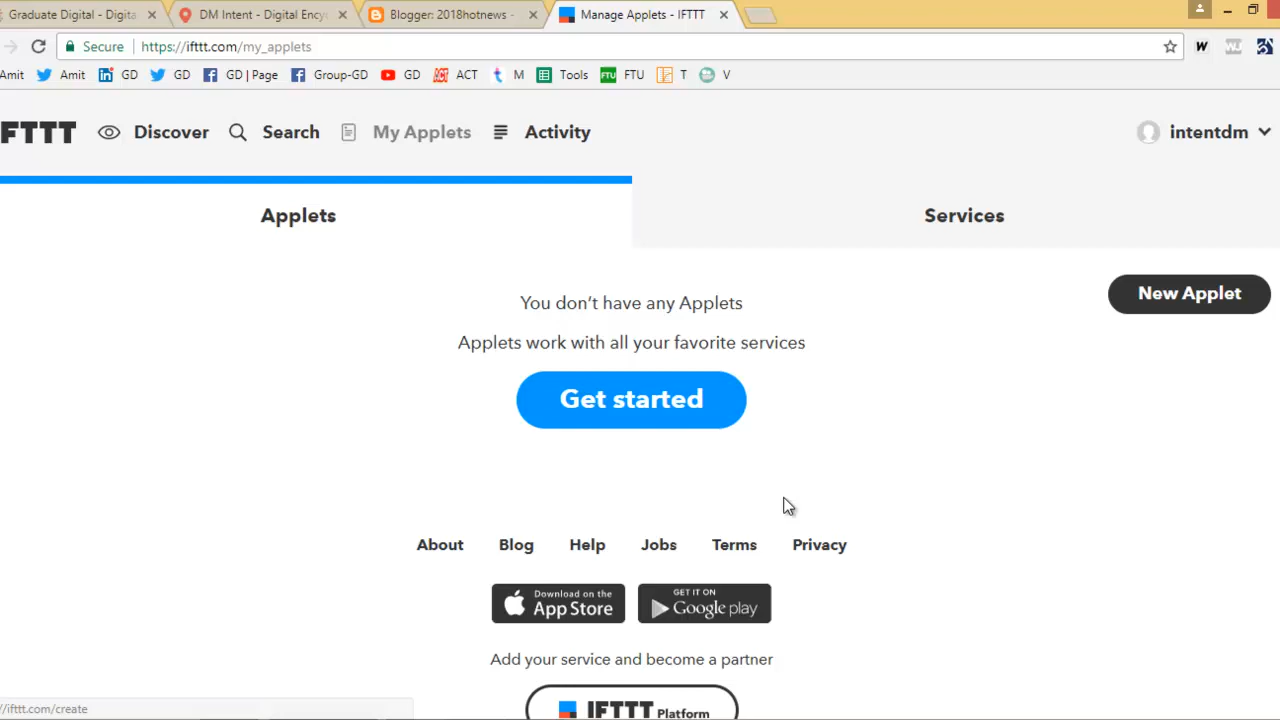 Graduate Digital - Digita
DM Intent - Digital Ency
Blogger: 2018hotnews -
Manage Applets - IFTTT
Secure https://ifttt.com/my_applets
Amit Amit GD GD GD | Page Group-GD GD ACT M Tools FTU T V
FTTT Discover Search My Applets Activity intentdm
Applets Services
You don't have any Applets
New Applet
Applets work with all your favorite services
Get started
About Blog Help Jobs Terms Privacy
Download on the App Store
GET IT ON Google play
Add your service and become a partner
IFTTT Platform
//ifttt.com/create